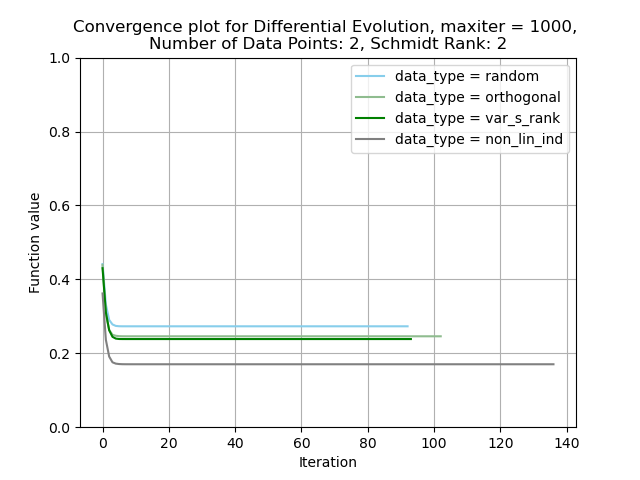 Convergence plot for Differential Evolution, maxiter = 1000,
Number of Data Points: 2, Schmidt Rank: 2
data_type = random
data_type = orthogonal
data_type = var_s_rank
data_type = non_lin_ind
Function value
1.0
0.8
0.6
0.4
0.2
0.0
0 20 40 60 80 100 120 140
Iteration